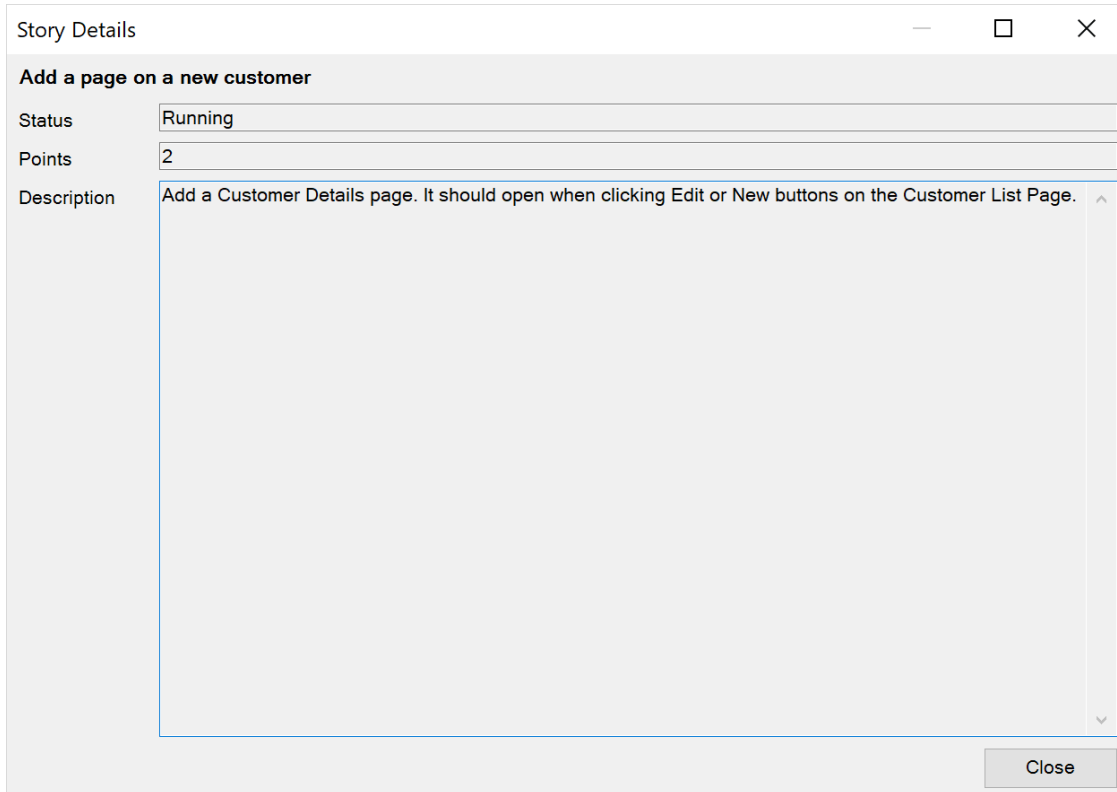 Story Details
Add a page on a new customer
Status Running
Points 2
Description Add a Customer Details page. It should open when clicking Edit or New buttons on the Customer List Page.
Close